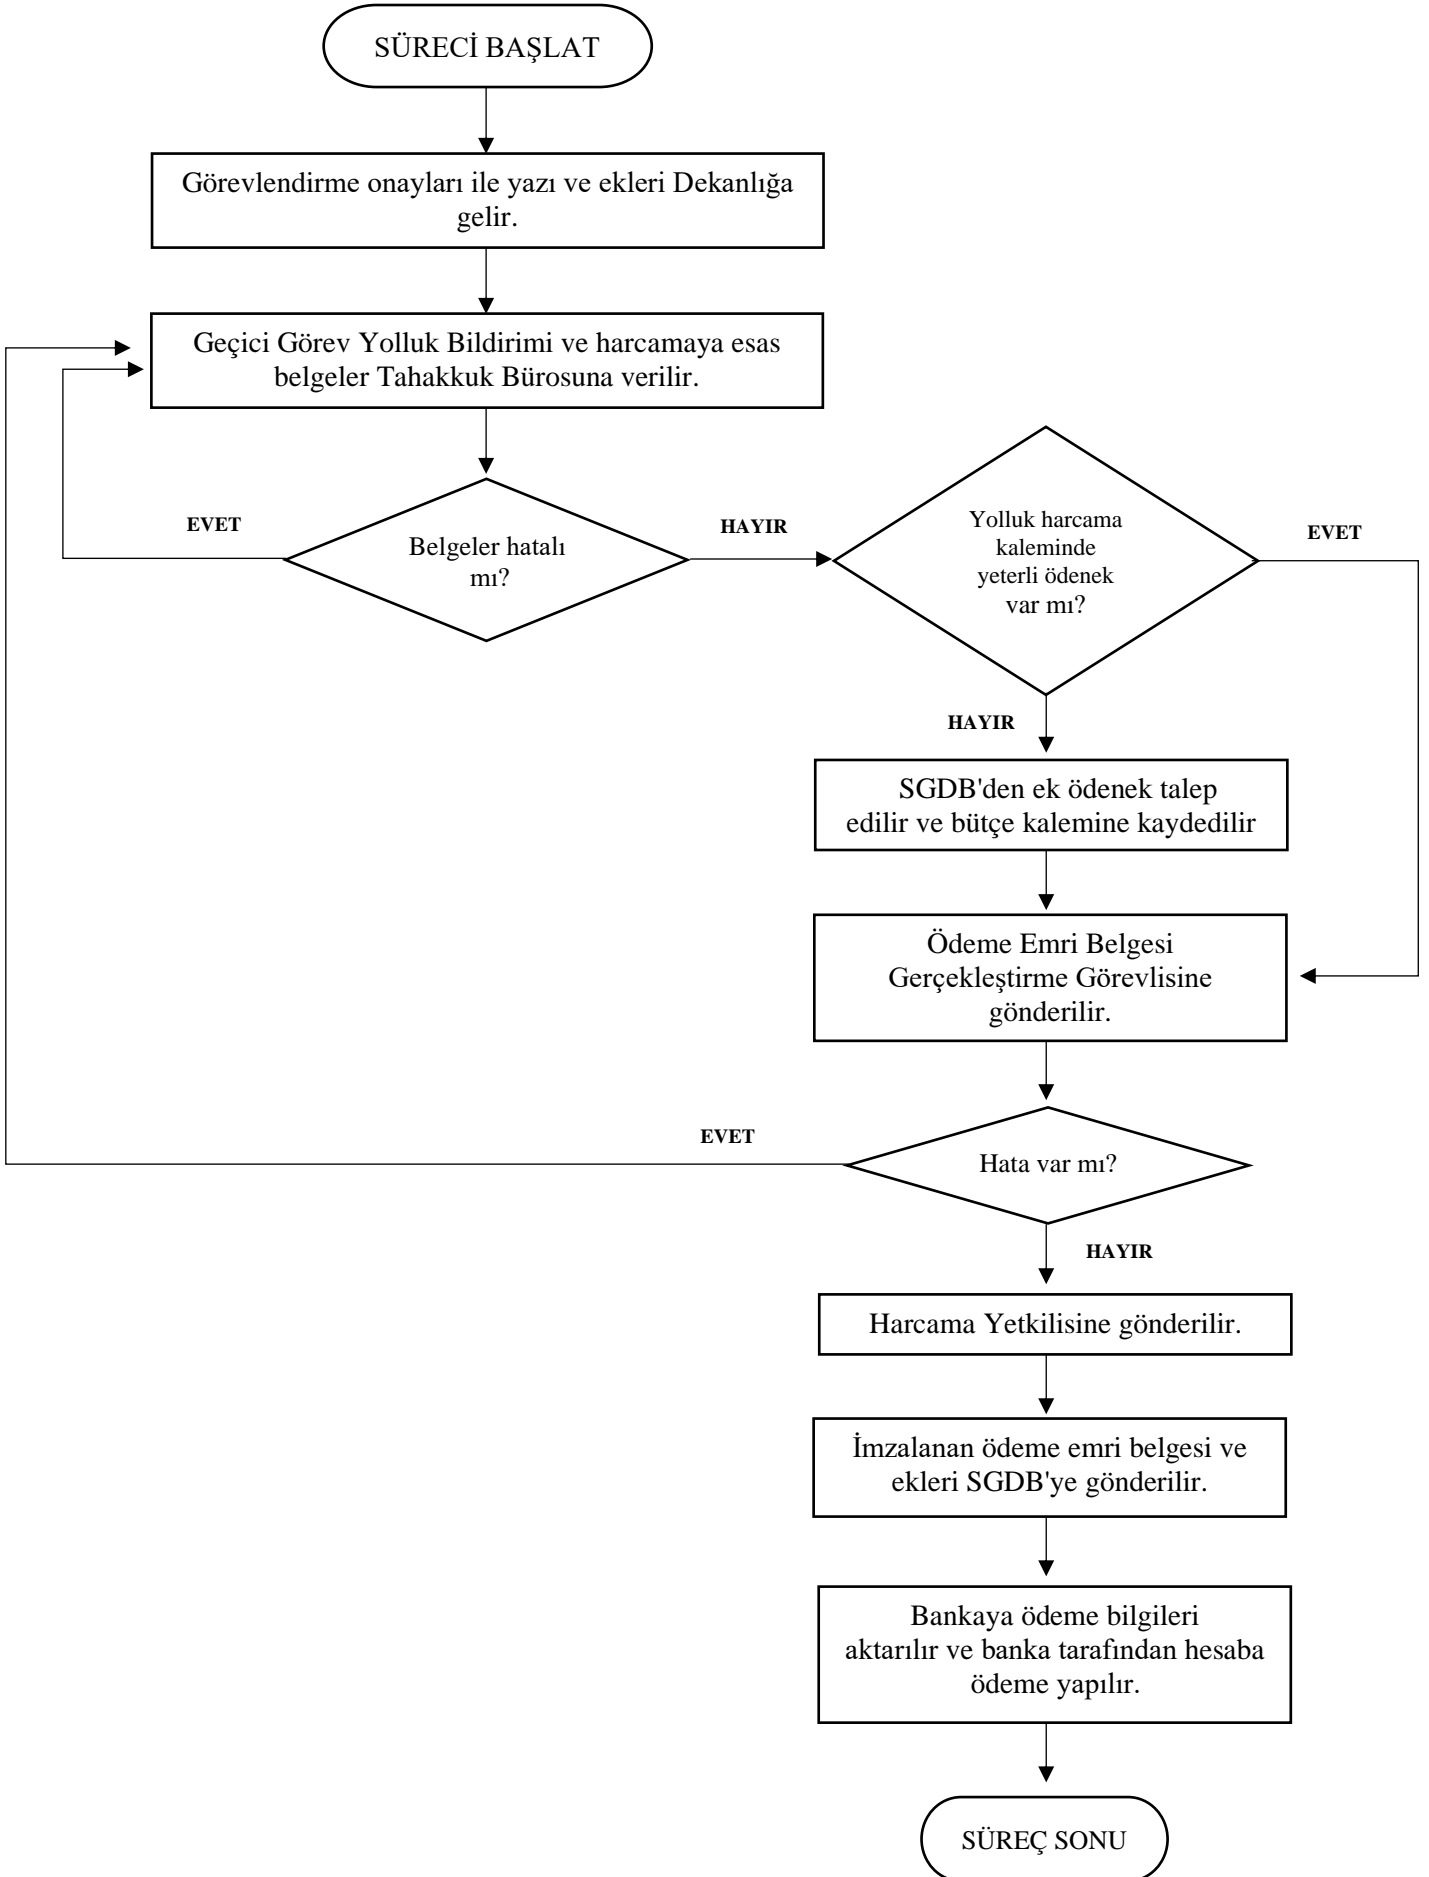 SÜRECİ BAŞLAT
Görevlendirme onayları ile yazı ve ekleri Dekanlığa
gelir.
Geçici Görev Yolluk Bildirimi ve harcamaya esas
belgeler Tahakkuk Bürosuna verilir.
EVET
Belgeler hatalı
mı?
HAYIR
Yolluk harcama
kaleminde
yeterli ödenek
var mı?
EVET
HAYIR
SGDB'den ek ödenek talep
edilir ve bütçe kalemine kaydedilir
Ödeme Emri Belgesi
Gerçekleştirme Görevlisine
gönderilir.
EVET
Hata var mı?
HAYIR
Harcama Yetkilisine gönderilir.
İmzalanan ödeme emri belgesi ve
ekleri SGDB'ye gönderilir.
Bankaya ödeme bilgileri
aktarılır ve banka tarafından hesaba
ödeme yapılır.
SÜREÇ SONU